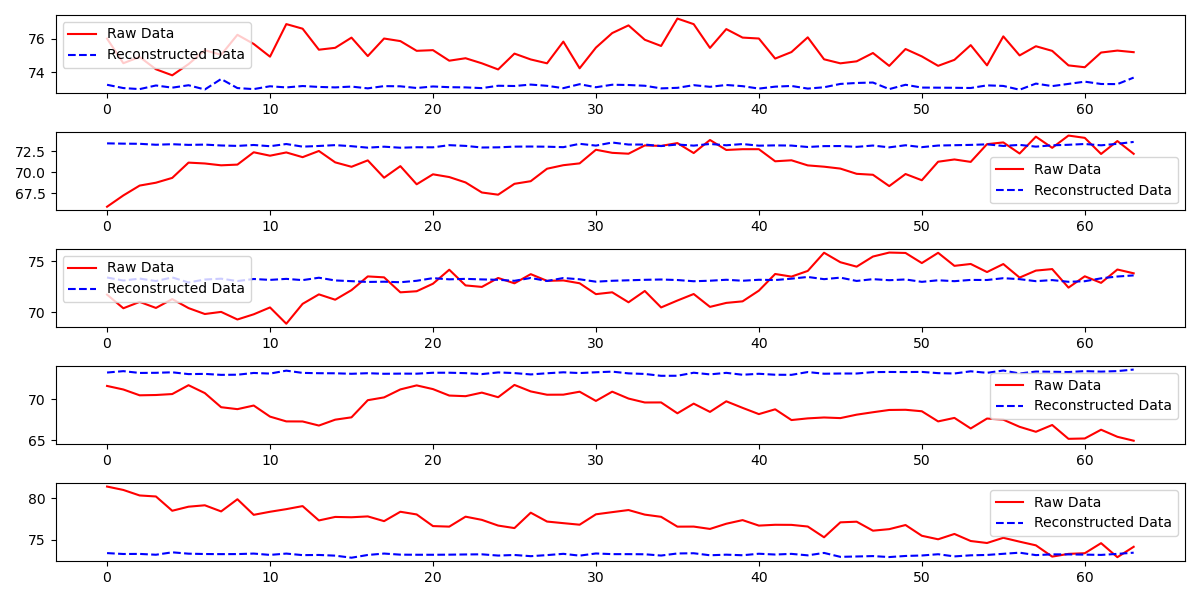 76
74
Raw Data
Reconstructed Data
0 10 20 30 40 50 60
72.5
70.0
67.5
Raw Data
Reconstructed Data
0 10 20 30 40 50 60
75
70
Raw Data
Reconstructed Data
0 10 20 30 40 50 60
70
65
Raw Data
Reconstructed Data
0 10 20 30 40 50 60
80
75
Raw Data
Reconstructed Data
0 10 20 30 40 50 60